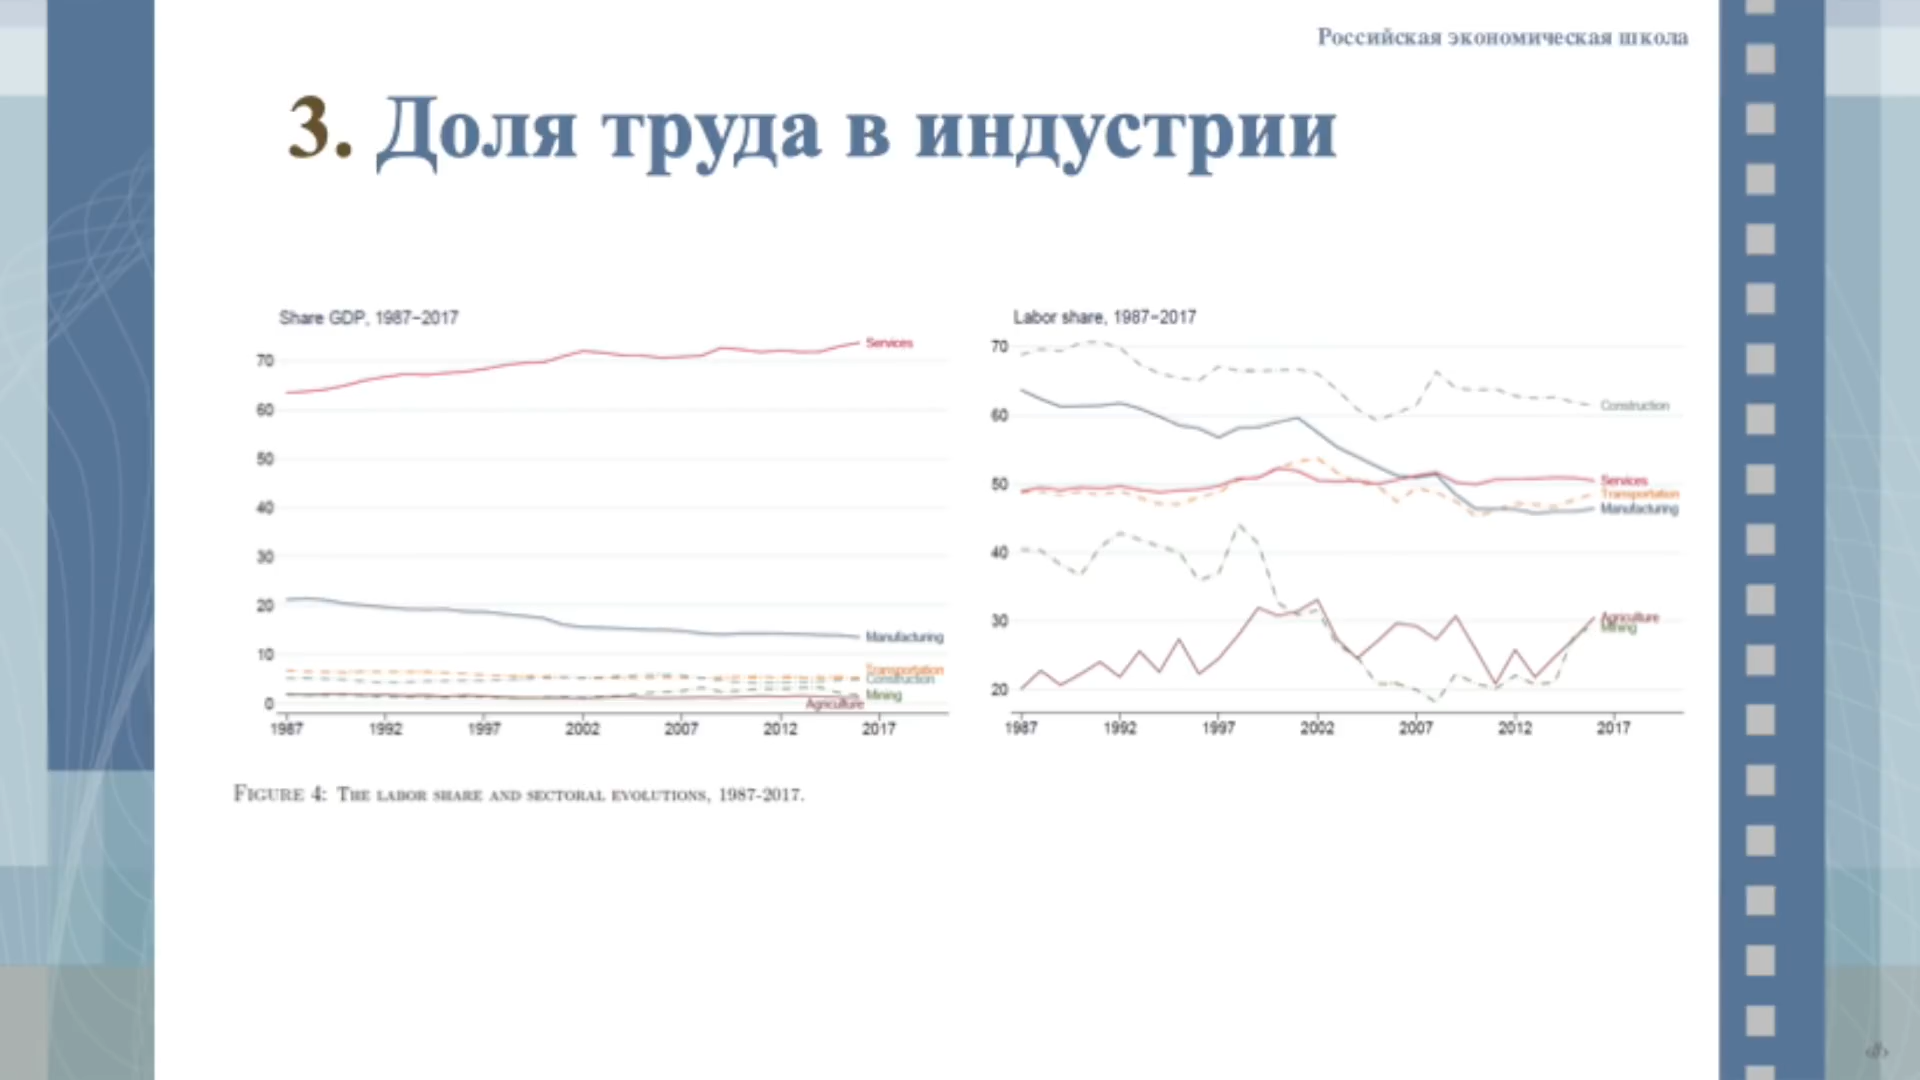 Российская экономическая школа
3. Доля труда в индустрии
Share GDP, 1987−2017
70
60
50
40
30
20
10
0
Services
Manufacturing
Transportation
Construction
Mining
Agriculture
1987 1992 1997 2002 2007 2012 2017
Labor share, 1987−2017
70
60
50
40
30
20
Construction
Services
Transportation
Manufacturing
Agriculture
Mining
1987 1992 1997 2002 2007 2012 2017
FIGURE 4: THE LABOR SHARE AND SECTORAL EVOLUTIONS, 1987-2017.